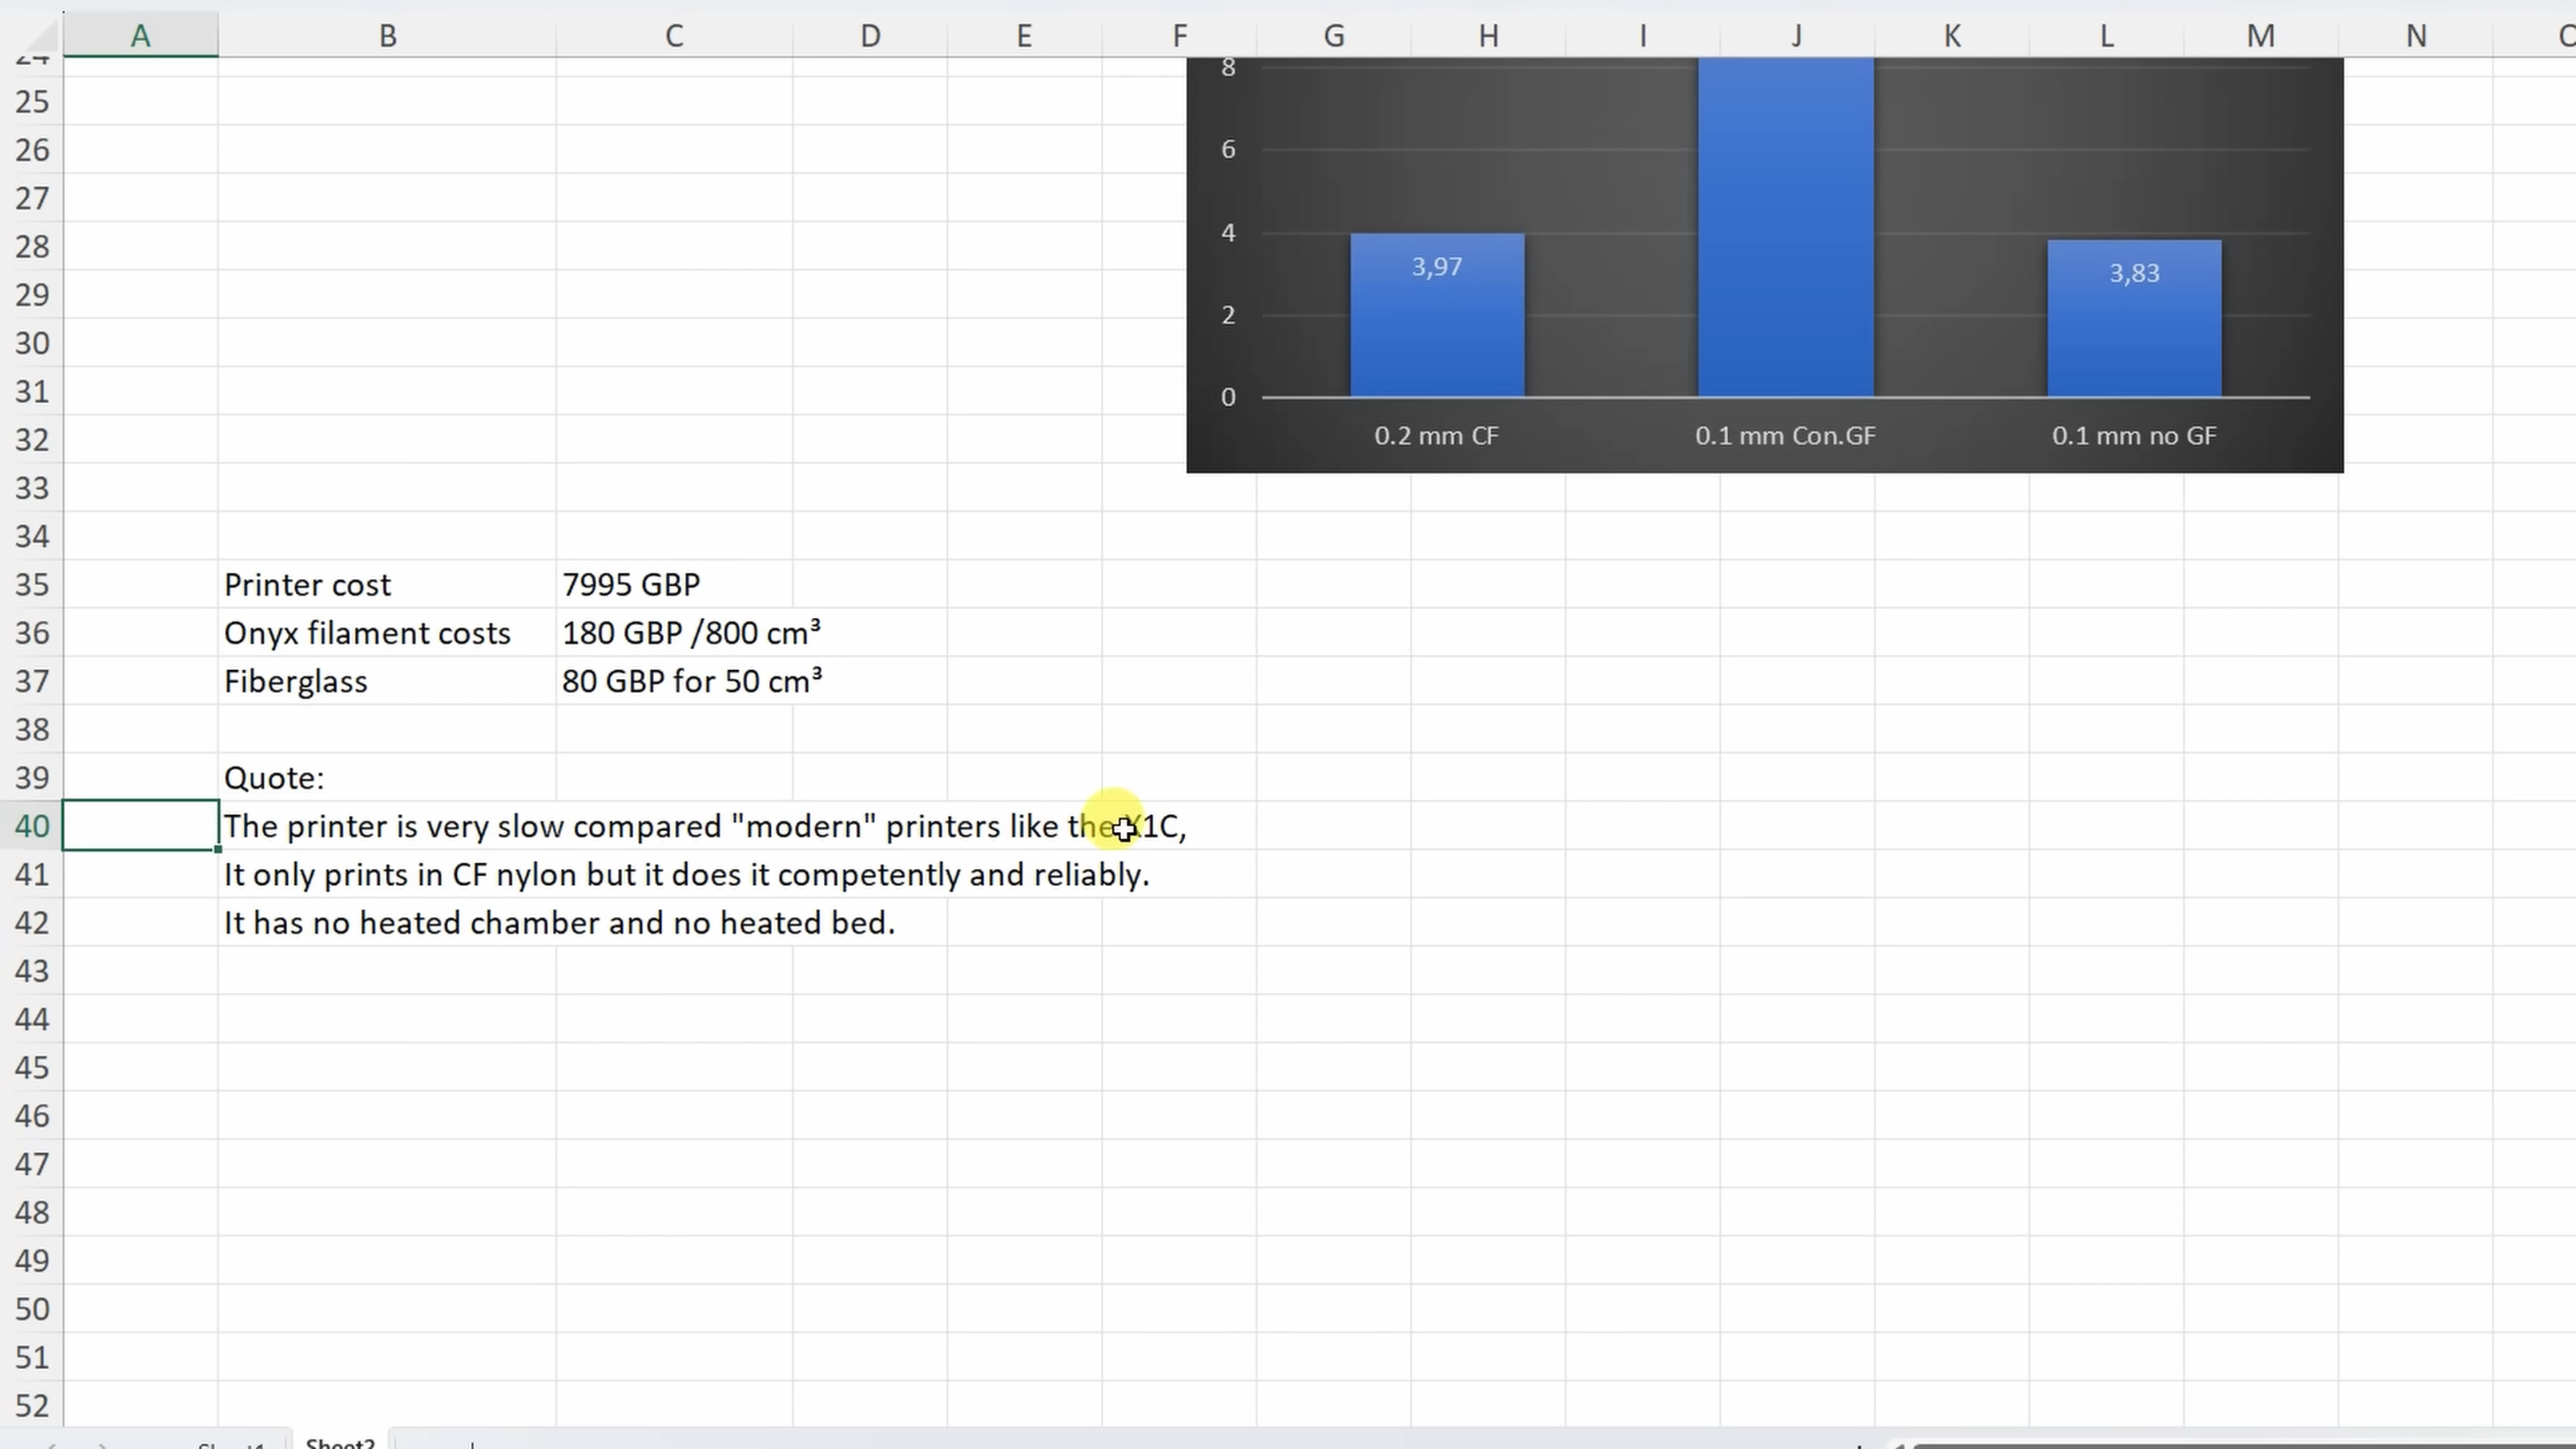 A B C D E F G H I J K L M N
8
25
26 6
27
28 4
3,97 3,83
29
30 2
31 0
32 0.2 mm CF 0.1 mm Con.GF 0.1 mm no GF
33
34
35 Printer cost 7995 GBP
36 Onyx filament costs 180 GBP /800 cm³
37 Fiberglass 80 GBP for 50 cm³
38
39 Quote:
40 The printer is very slow compared "modern" printers like the X1C,
41 It only prints in CF nylon but it does it competently and reliably.
42 It has no heated chamber and no heated bed.
43
44
45
46
47
48
49
50
51
52
Sheet2